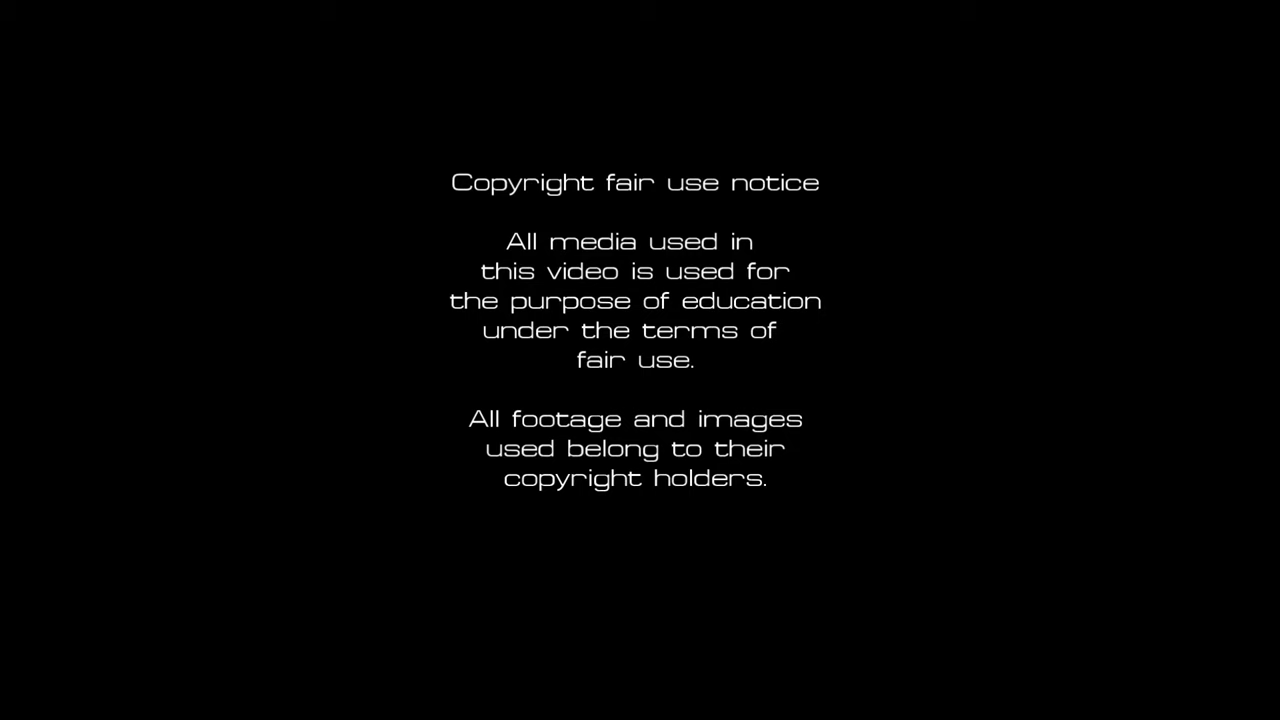 Copyright fair use notice
All media used in
this video is used for
the purpose of education
under the terms of
fair use.
All footage and images
used belong to their
copyright holders.